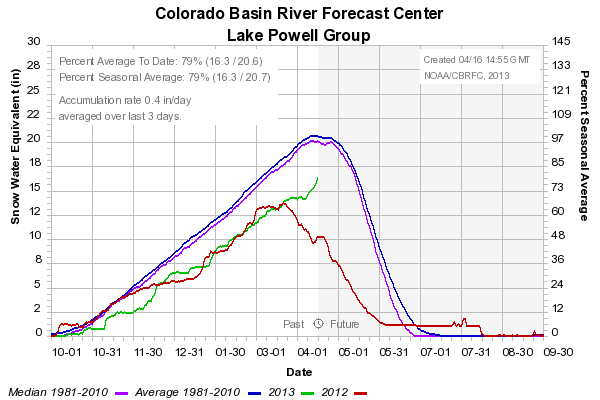 Colorado Basin River Forecast Center
Lake Powell Group
30
28
25
22
20
18
15
12
10
8
5
2
0
Snow Water Equivalent (in)
Percent Average To Date: 79% (16.3 / 20.6)
Percent Seasonal Average: 79% (16.3 / 20.7)
Accumulation rate 0.4 in/day
averaged over last 3 days.
Created 04/16.14:55 GMT
NOAA/CBRFC, 2013
145
133
121
109
97
85
73
60
48
36
24
12
0
Percent Seasonal Average
Past
Future
10-01 10-31 11-30 12-31 01-30 03-01 04-01 05-01 05-31 07-01 07-31 08-30 09-30
Date
Median 1981-2010 Average 1981-2010 2013 2012